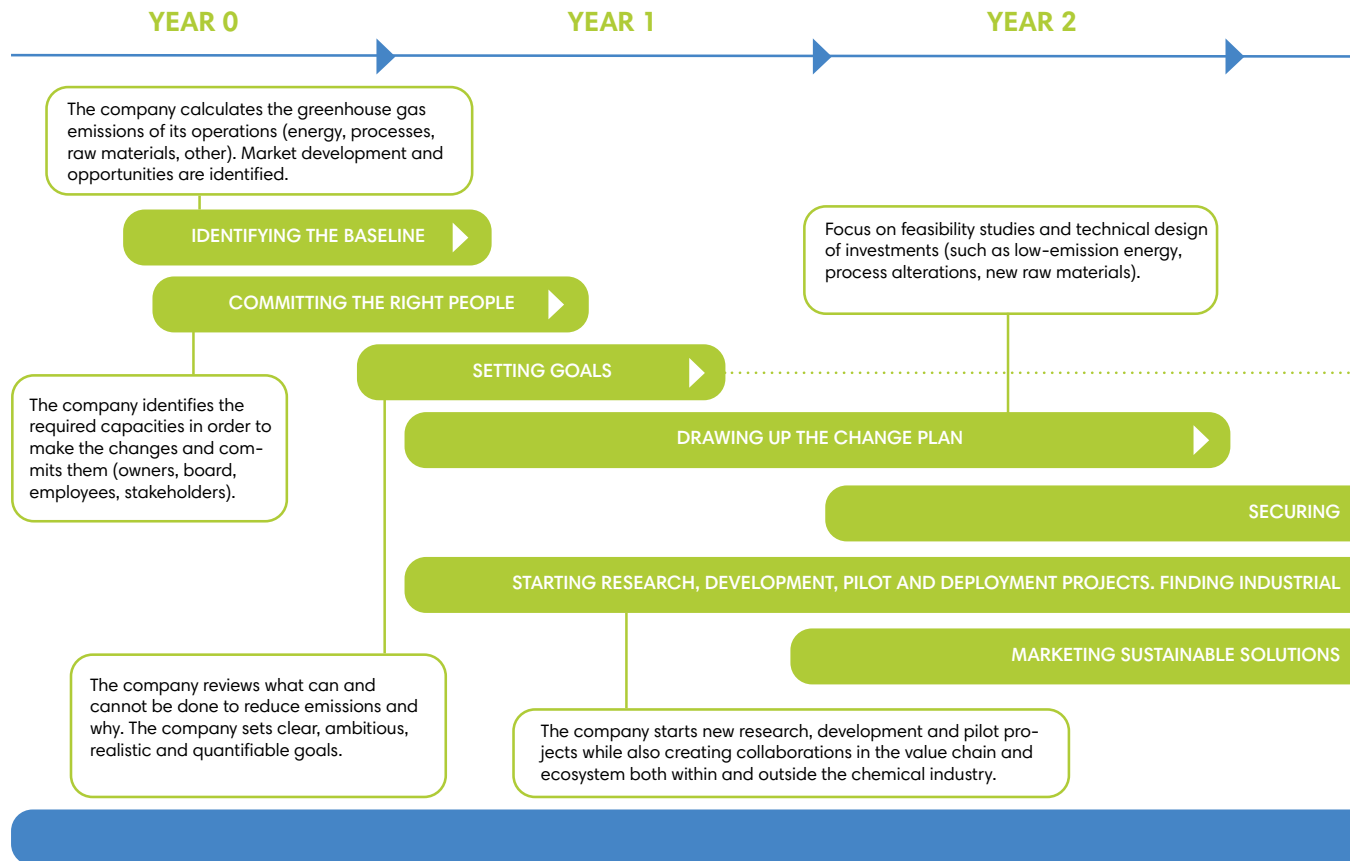 YEAR 0
YEAR 1
YEAR 2
The company calculates the greenhouse gas
emissions of its operations (energy, processes,
raw materials, other). Market development and
opportunities are identified.
IDENTIFYING THE BASELINE
Focus on feasibility studies and technical design
of investments (such as low-emission energy,
process alterations, new raw materials).
COMMITTING THE RIGHT PEOPLE
SETTING GOALS
The company identifies the
required capacities in order to
make the changes and com-
mits them (owners, board,
employees, stakeholders).
DRAWING UP THE CHANGE PLAN
SECURING
STARTING RESEARCH, DEVELOPMENT, PILOT AND DEPLOYMENT PROJECTS. FINDING INDUSTRIAL
MARKETING SUSTAINABLE SOLUTIONS
The company reviews what can and
cannot be done to reduce emissions and
why. The company sets clear, ambitious,
realistic and quantifiable goals.
The company starts new research, development and pilot pro-
jects while also creating collaborations in the value chain and
ecosystem both within and outside the chemical industry.